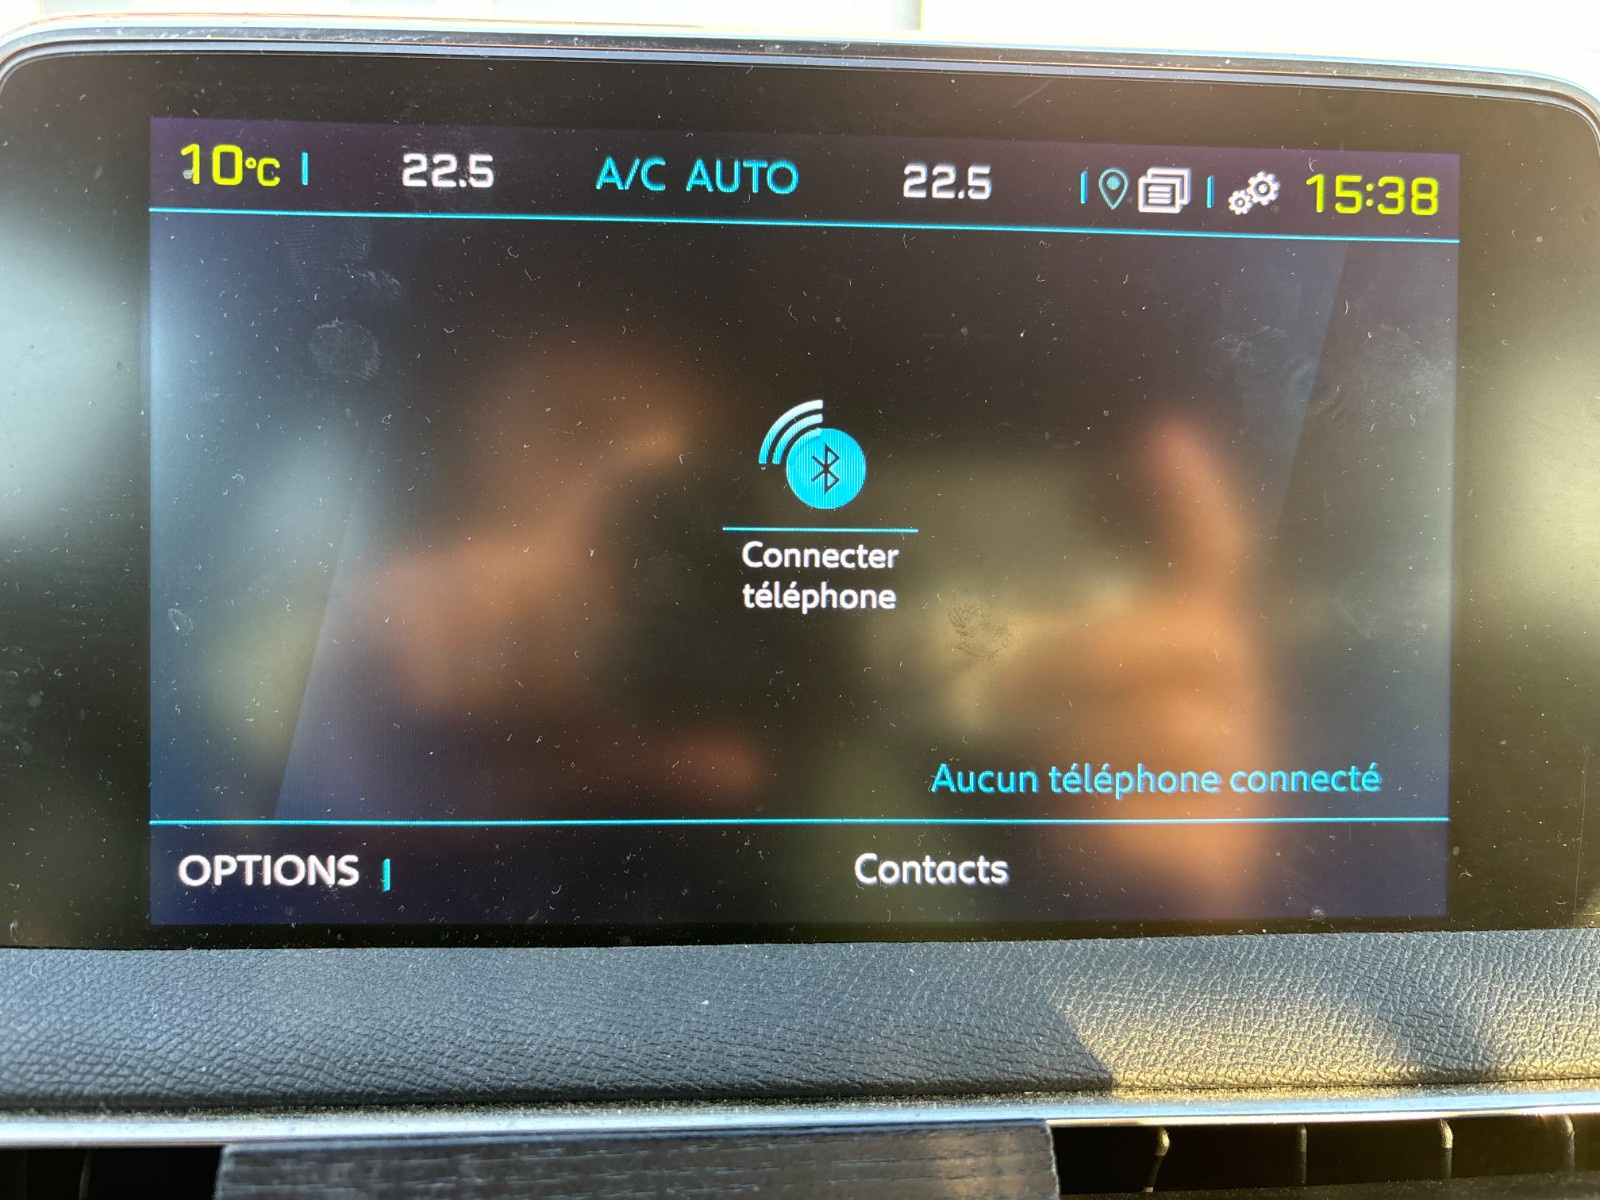 10°C 22.5 A/C AUTO 22.5 15:38
Connecter
téléphone
Aucun téléphone connecté
OPTIONS Contacts